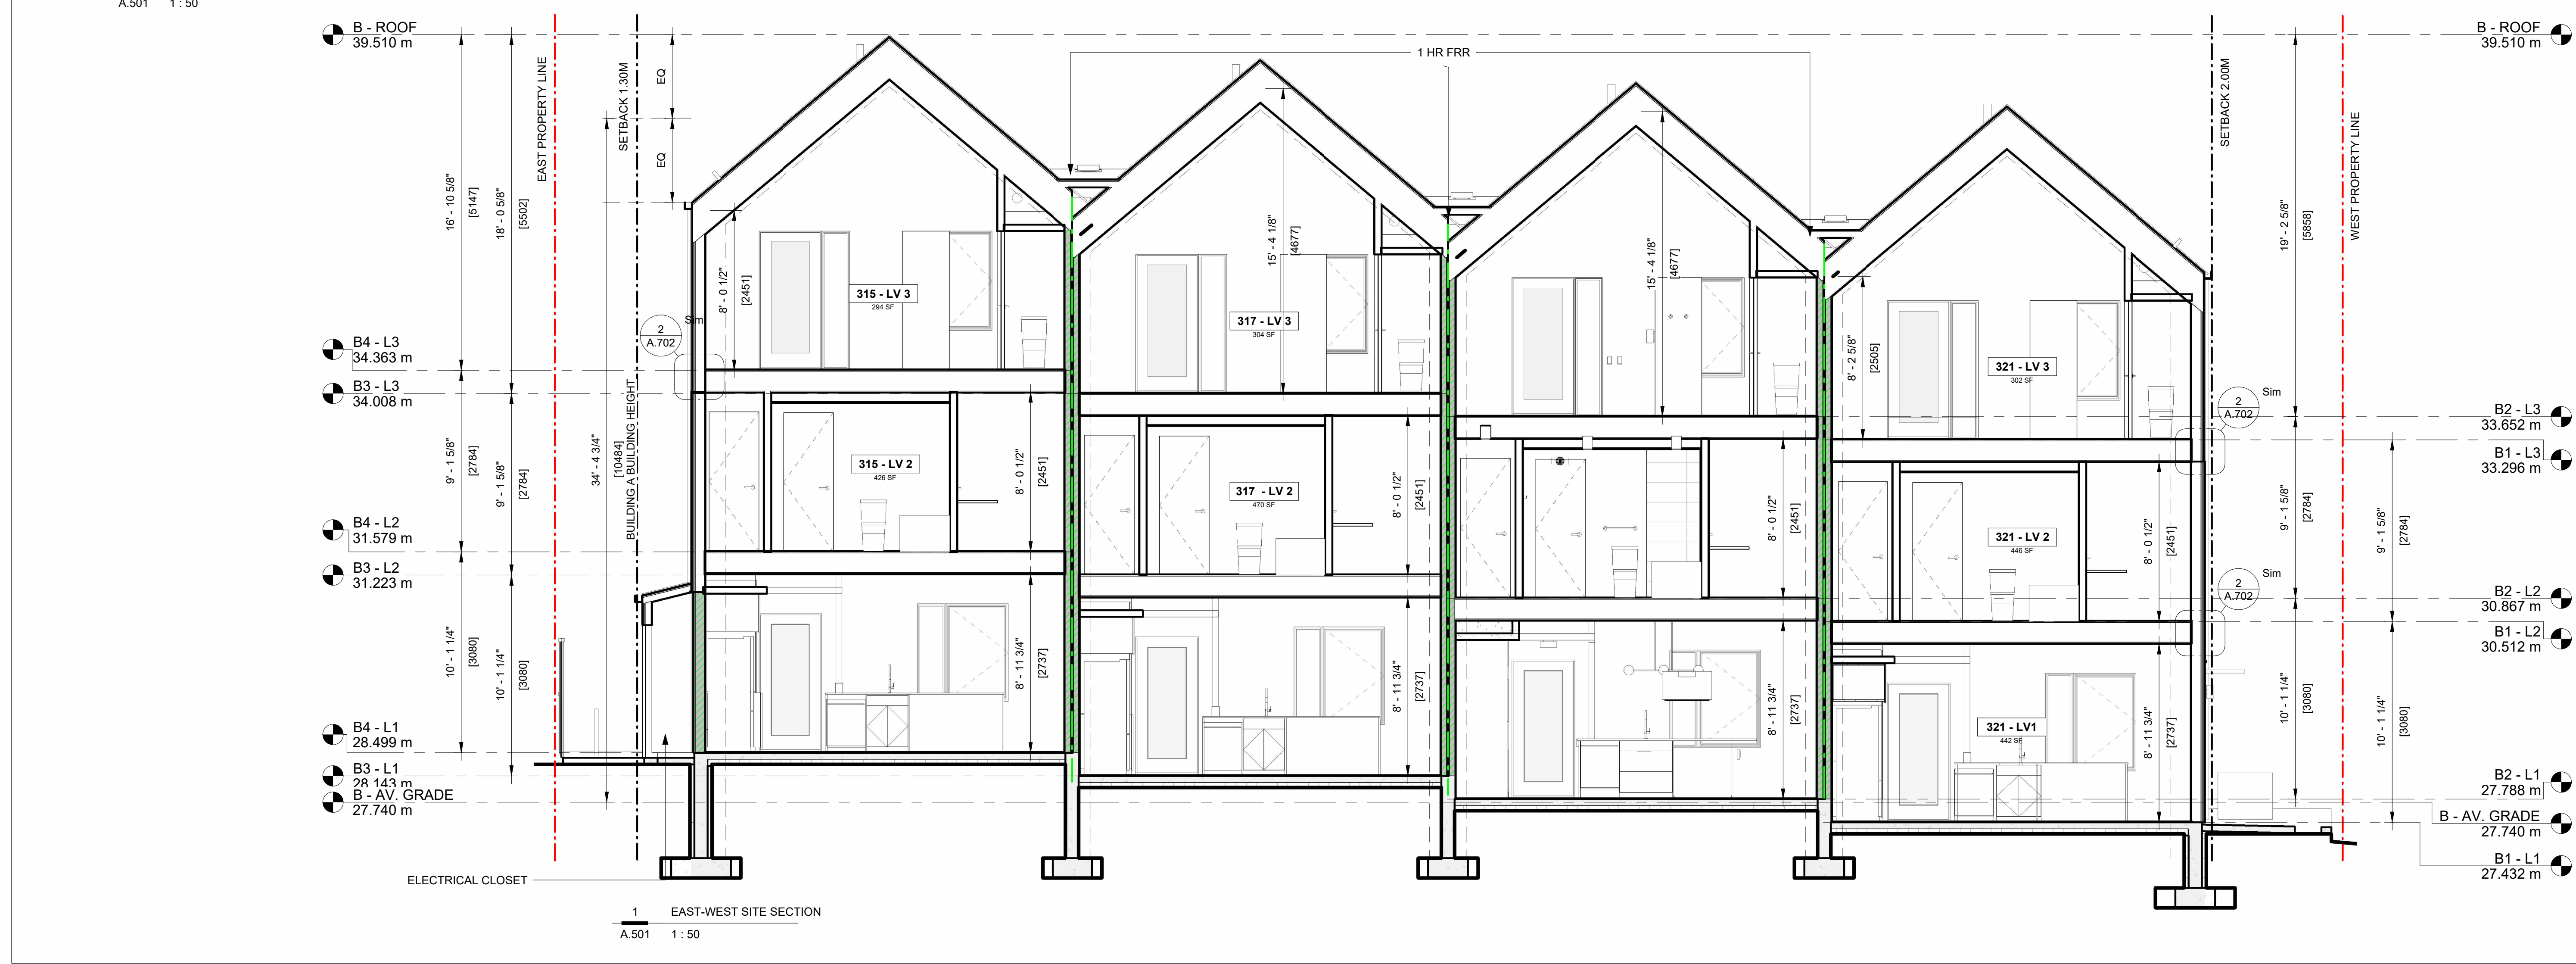 A.501 1 : 50
B - ROOF
39.510 m
B4 - L3
34.363 m
B3 - L3
34.008 m
B4 - L2
31.579 m
B3 - L2
31.223 m
B4 - L1
28.499 m
B3 - L1
28.143 m
B - AV. GRADE
27.740 m
16' - 10 5/8"
[5147]
18' - 0 5/8"
[5502]
9' - 1 5/8"
[2784]
9' - 1 5/8"
[2784]
10' - 1 1/4"
[3080]
10' - 1 1/4"
[3080]
EAST PROPERTY LINE
SETBACK 1.30M
EQ
EQ
34' - 4 3/4"
[10484]
BUILDING A BUILDING HEIGHT
2
A.702
Sim
1 HR FRR
8' - 0 1/2"
[2451]
315 - LV 3
294 SF
315 - LV 2
426 SF
8' - 0 1/2"
[2451]
8' - 11 3/4"
[2737]
15' - 4 1/8"
[4677]
317 - LV 3
304 SF
317 - LV 2
470 SF
8' - 0 1/2"
[2451]
8' - 11 3/4"
[2737]
15' - 4 1/8"
[4677]
8' - 0 1/2"
[2451]
8' - 11 3/4"
[2737]
8' - 2 5/8"
[2505]
321 - LV 3
302 SF
321 - LV 2
446 SF
8' - 0 1/2"
[2451]
321 - LV1
442 SF
8' - 11 3/4"
[2737]
SETBACK 2.00M
WEST PROPERTY LINE
2
A.702
Sim
2
A.702
Sim
19' - 2 5/8"
[5858]
9' - 1 5/8"
[2784]
9' - 1 5/8"
[2784]
10' - 1 1/4"
[3080]
10' - 1 1/4"
[3080]
B - ROOF
39.510 m
B2 - L3
33.652 m
B1 - L3
33.296 m
B2 - L2
30.867 m
B1 - L2
30.512 m
B2 - L1
27.788 m
B - AV. GRADE
27.740 m
B1 - L1
27.432 m
ELECTRICAL CLOSET
1 EAST-WEST SITE SECTION
A.501 1 : 50